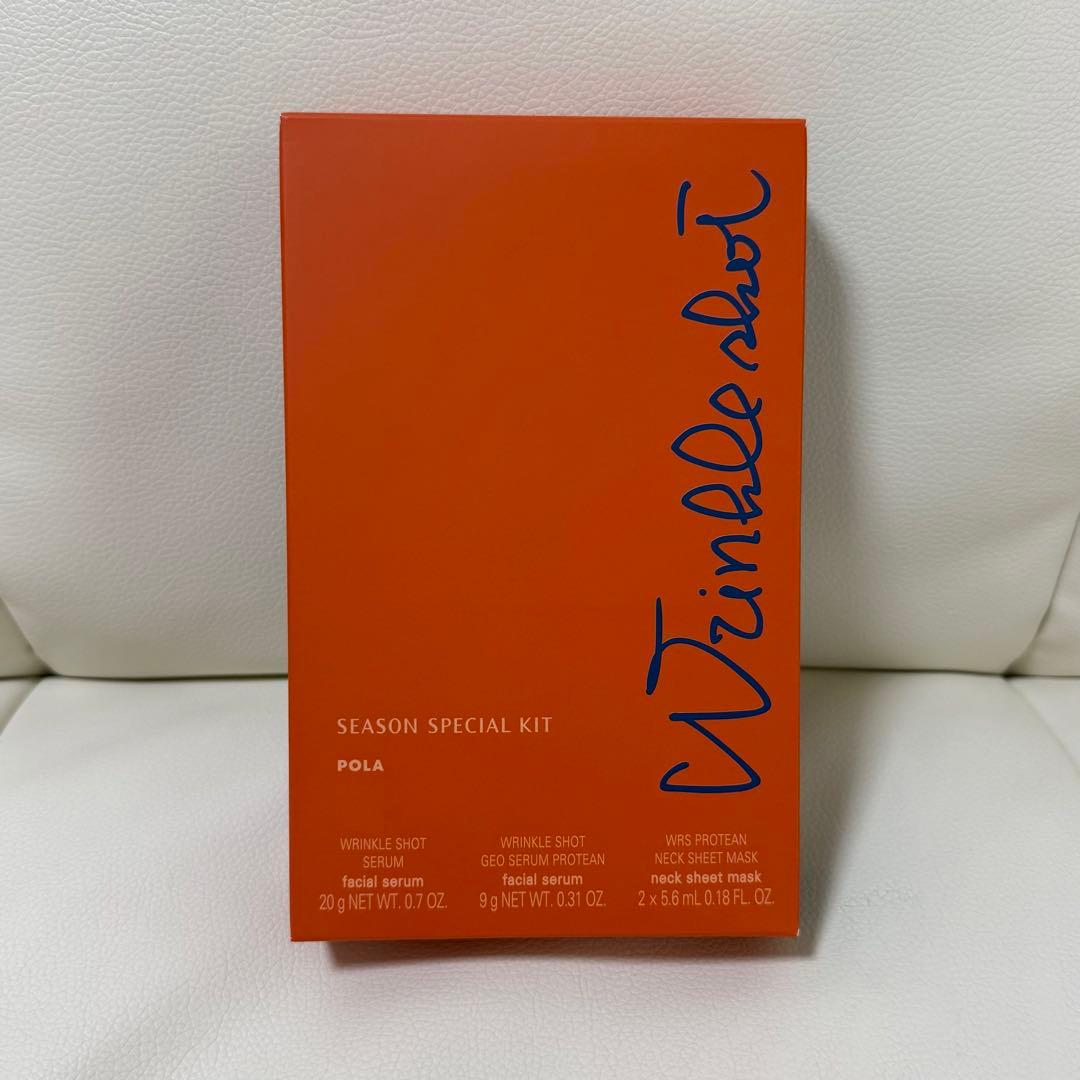 Wrinkle shot
SEASON SPECIAL KIT
POLA
WRINKLE SHOT
SERUM
facial serum
20 g NET WT. 0.7 OZ.
WRINKLE SHOT
GEO SERUM PROTEAN
facial serum
9 g NET WT. 0.31 OZ.
WRS PROTEAN
NECK SHEET MASK
neck sheet mask
2 x 5.6 mL 0.18 FL. OZ.